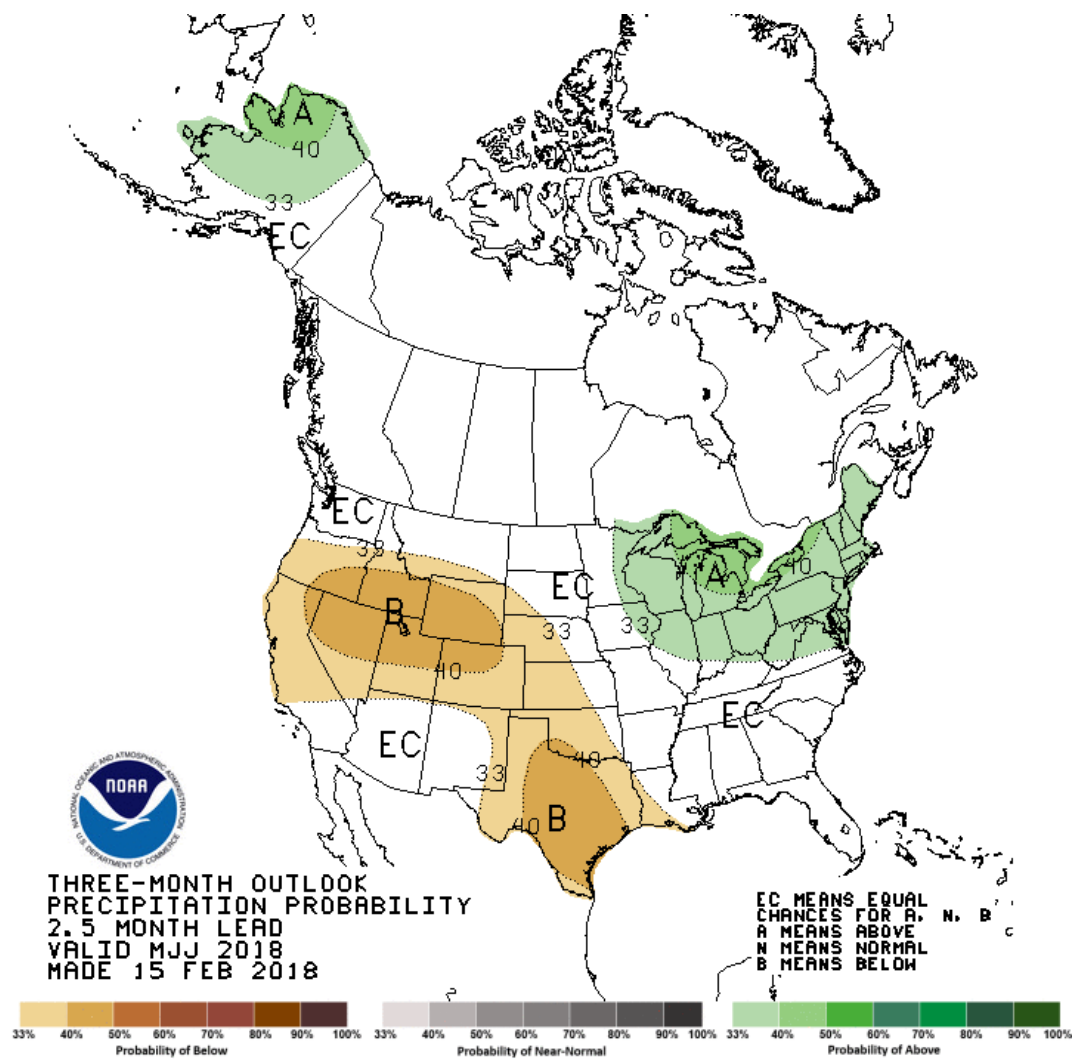 A
40
33
EC
EC
33
B
40
EC
33
33
A
40
EC
EC
33
40
B
40
NATIONAL OCEANIC AND ATMOSPHERIC ADMINISTRATION
NOAA
U.S. DEPARTMENT OF COMMERCE
THREE-MONTH OUTLOOK
PRECIPITATION PROBABILITY
2.5 MONTH LEAD
VALID MJJ 2018
MADE 15 FEB 2018
EC MEANS EQUAL
CHANCES FOR A, N, B
A MEANS ABOVE
N MEANS NORMAL
B MEANS BELOW
33% 40% 50% 60% 70% 80% 90% 100%
Probability of Below
33% 40% 50% 60% 70% 80% 90% 100%
Probability of Near-Normal
33% 40% 50% 60% 70% 80% 90% 100%
Probability of Above